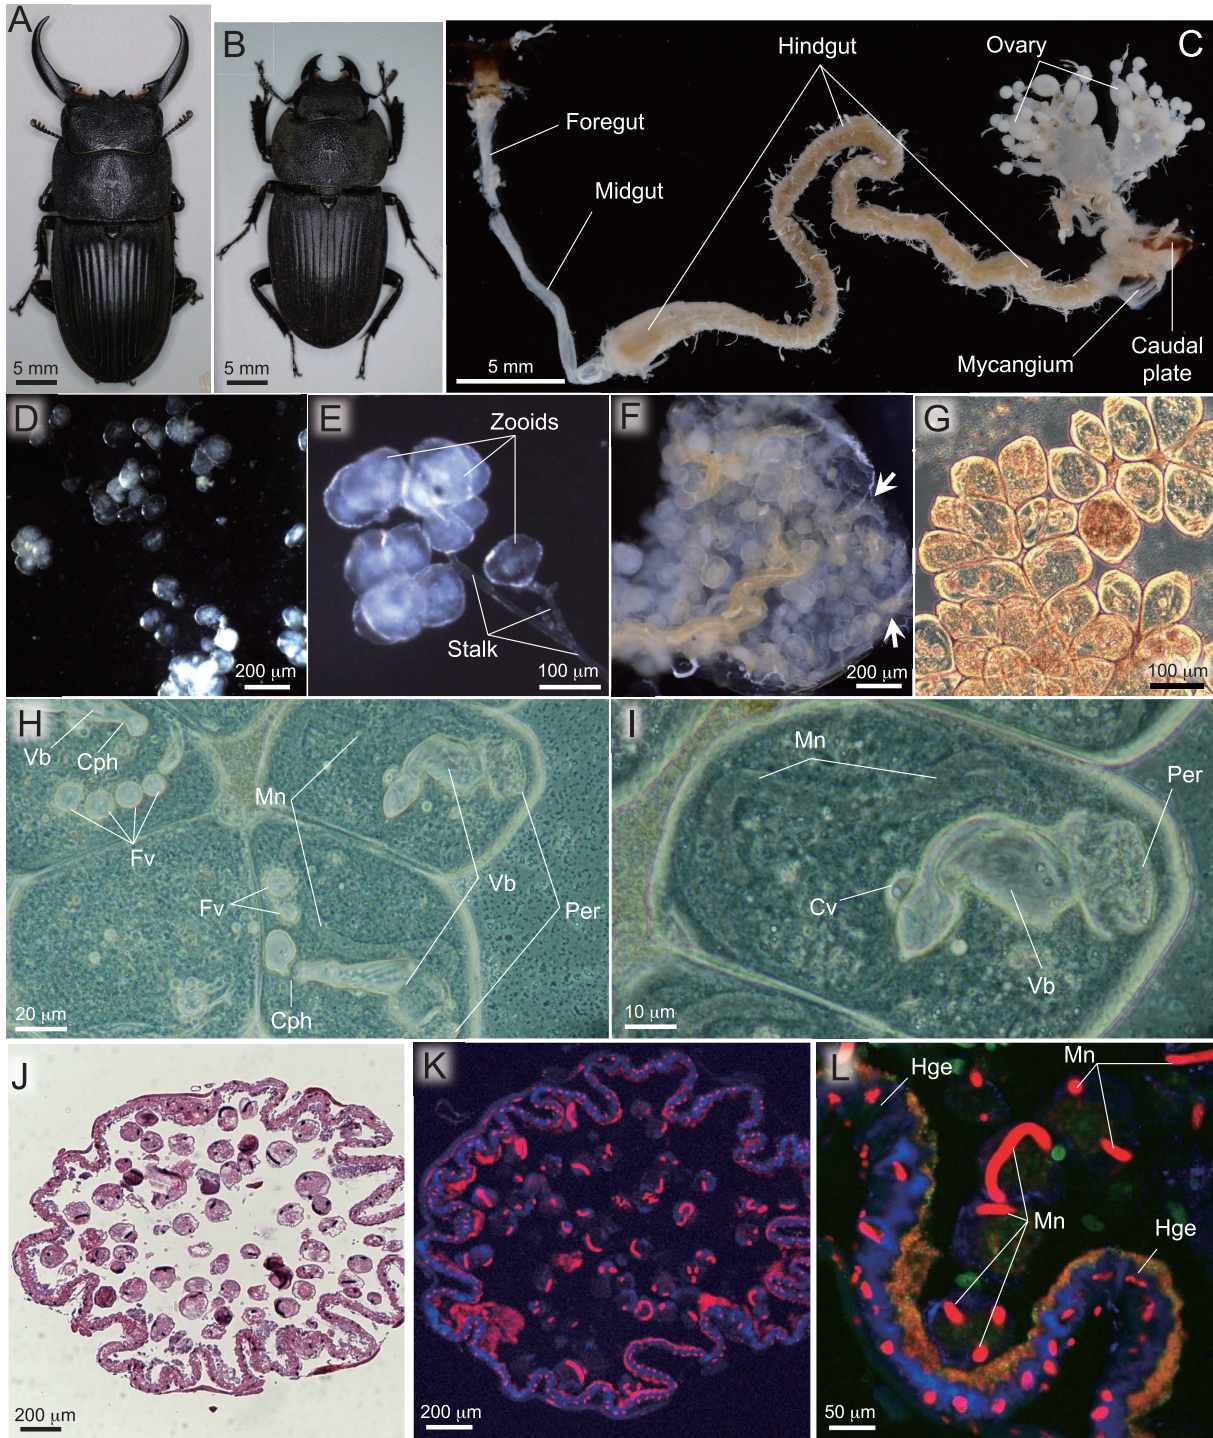 A
5 mm
B
5 mm
C
Hindgut
Ovary
Foregut
Midgut
5 mm
Mycangium
Caudal
plate
D
200 μm
E
Zooids
Stalk
100 μm
F
200 μm
G
100 μm
H
Vb
Cph
Fv
Mn
Fv
Vb
Per
Cph
20 μm
I
Mn
Per
Cv
Vb
10 μm
J
200 μm
K
200 μm
L
Hge
Mn
Mn
Hge
50 μm